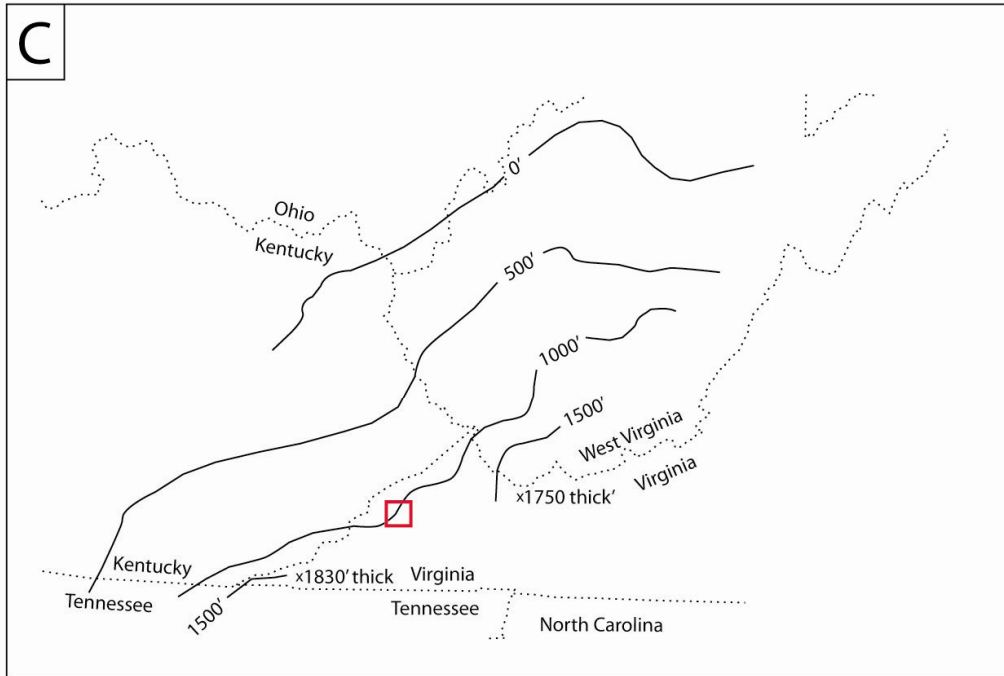 C
0'
Ohio
Kentucky
500'
1000'
1500'
West Virginia
Virginia
x1750 thick'
Kentucky
x1830' thick
Virginia
Tennessee
Tennessee
1500'
North Carolina